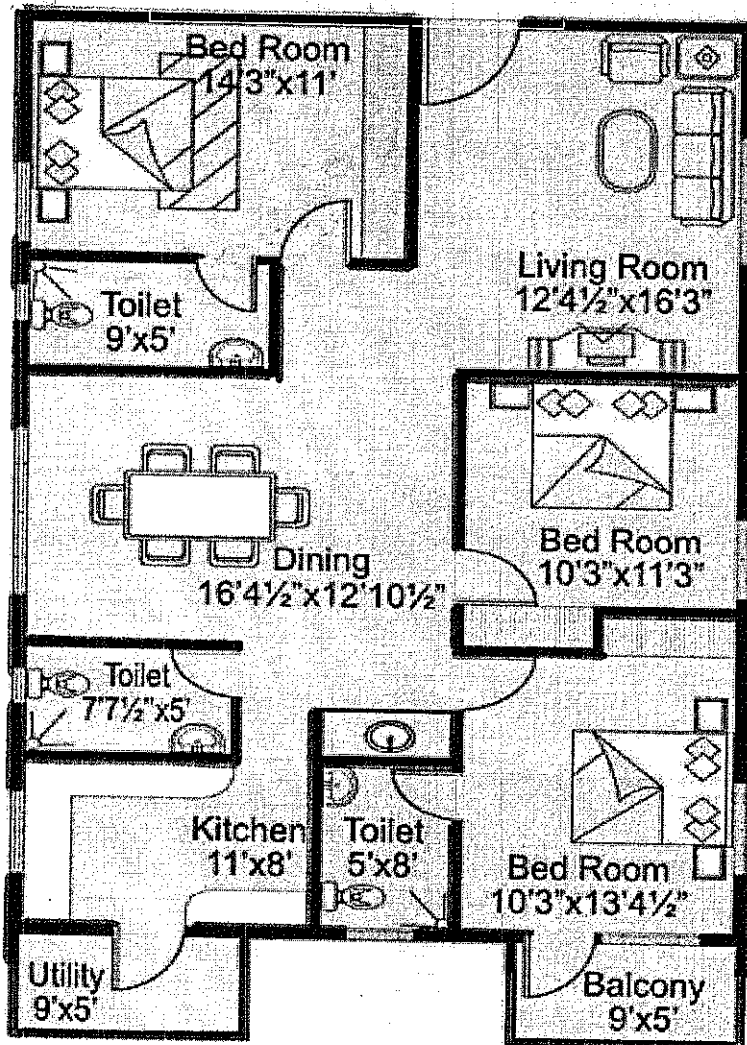 Bed Room
14'3"x11'
Living Room
12'4½"x16'3"
Toilet
9'x5'
Bed Room
10'3"x11'3"
Dining
16'4½"x12'10½"
Toilet
7'7½"x5'
Kitchen
11'x8'
Toilet
5'x8'
Bed Room
10'3"x13'4½"
Utility
9'x5'
Balcony
9'x5'